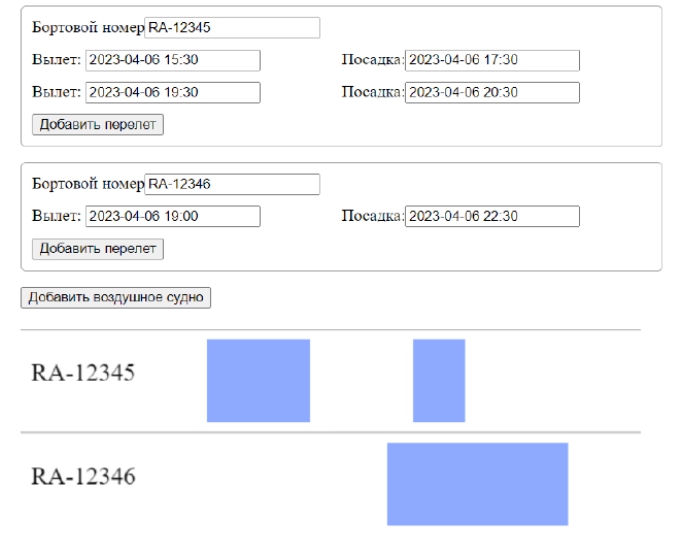 Бортовой номер RA-12345
Вылет: 2023-04-06 15:30 Посадка: 2023-04-06 17:30
Вылет: 2023-04-06 19:30 Посадка: 2023-04-06 20:30
Добавить перелет
Бортовой номер RA-12346
Вылет: 2023-04-06 19:00 Посадка: 2023-04-06 22:30
Добавить перелет
Добавить воздушное судно
RA-12345
RA-12346